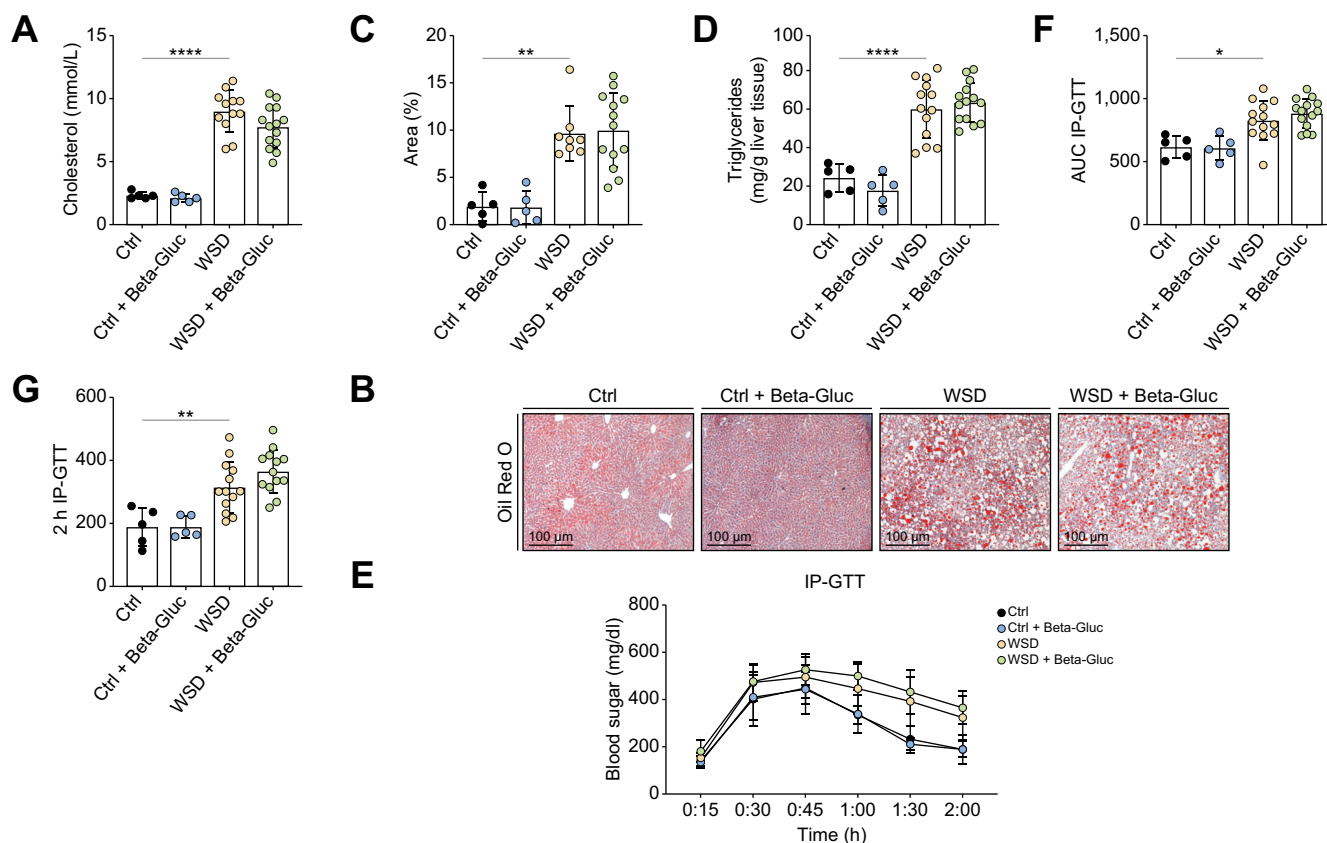 A
Cholesterol (mmol/L)
15
10
5
0
****
Ctrl
Ctrl + Beta-Gluc
WSD
WSD + Beta-Gluc
C
Area (%)
20
15
10
5
0
**
Ctrl
Ctrl + Beta-Gluc
WSD
WSD + Beta-Gluc
D
Triglycerides
(mg/g liver tissue)
100
80
60
40
20
0
****
Ctrl
Ctrl + Beta-Gluc
WSD
WSD + Beta-Gluc
F
AUC IP-GTT
1,500
1,000
500
0
*
Ctrl
Ctrl + Beta-Gluc
WSD
WSD + Beta-Gluc
G
2 h IP-GTT
600
400
200
0
**
Ctrl
Ctrl + Beta-Gluc
WSD
WSD + Beta-Gluc
B
Ctrl
Ctrl + Beta-Gluc
WSD
WSD + Beta-Gluc
Oil Red O
100 µm
100 µm
100 µm
100 µm
E
IP-GTT
Blood sugar (mg/dl)
800
600
400
200
0
0:15
0:30
0:45
1:00
1:30
2:00
Time (h)
Ctrl
Ctrl + Beta-Gluc
WSD
WSD + Beta-Gluc